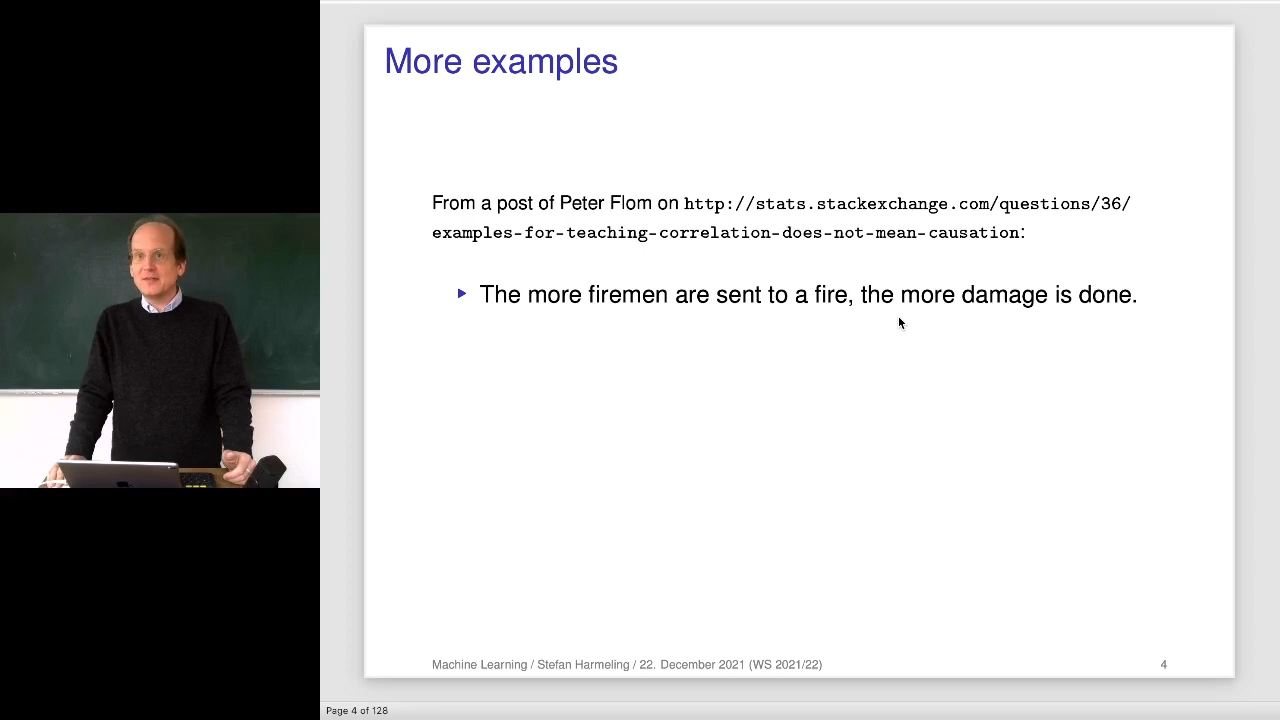 More examples
From a post of Peter Flom on http://stats.stackexchange.com/questions/36/
examples-for-teaching-correlation-does-not-mean-causation:
The more firemen are sent to a fire, the more damage is done.
Machine Learning / Stefan Harmeling / 22. December 2021 (WS 2021/22)
4
Page 4 of 128